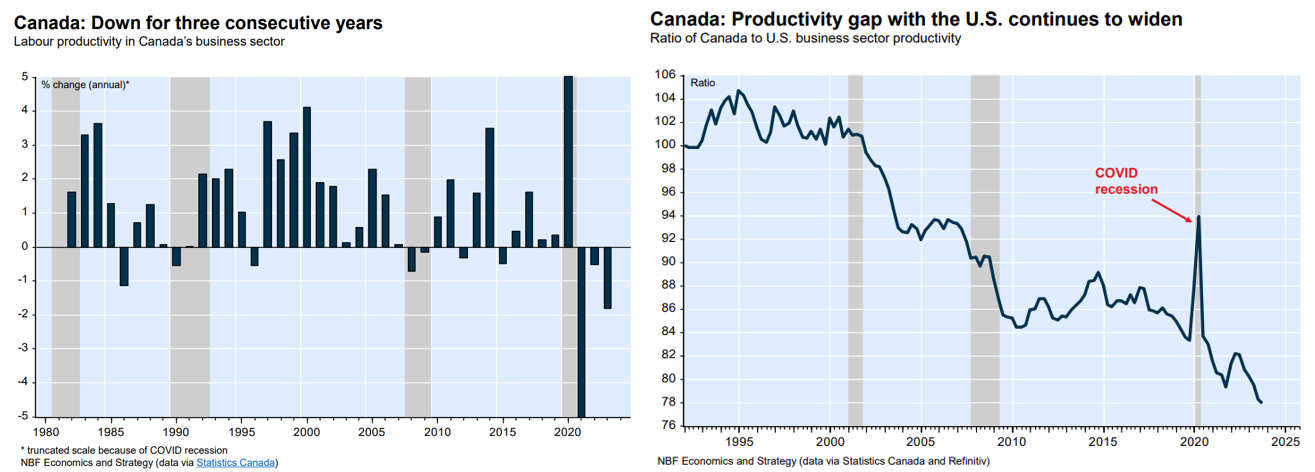 Canada: Down for three consecutive years
Labour productivity in Canada's business sector
% change (annual)*
5
4
3
2
1
0
-1
-2
-3
-4
-5
1980 1985 1990 1995 2000 2005 2010 2015 2020
* truncated scale because of COVID recession
NBF Economics and Strategy (data via Statistics Canada)
Canada: Productivity gap with the U.S. continues to widen
Ratio of Canada to U.S. business sector productivity
Ratio
106
104
102
100
98
96
94
92
90
88
86
84
82
80
78
76
COVID
recession
1995 2000 2005 2010 2015 2020 2025
NBF Economics and Strategy (data via Statistics Canada and Refinitiv)